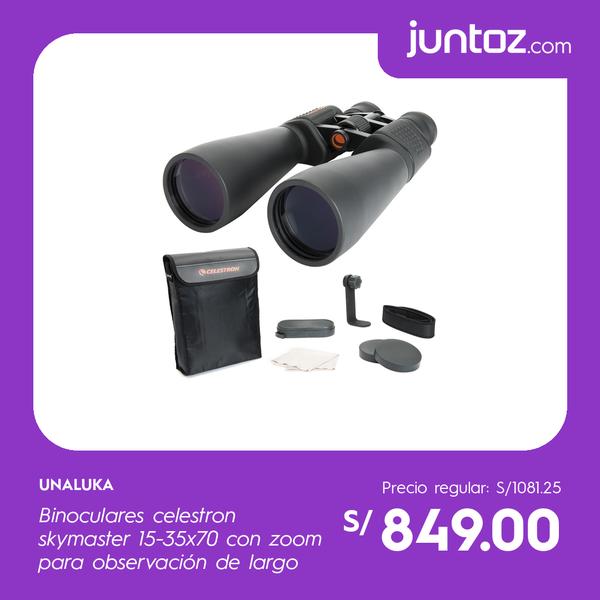 juntoz.com
CELESTRON
UNALUKA
Binoculares celestron
skymaster 15-35x70 con zoom
para observación de largo
Precio regular: S/1081.25
S/ 849.00